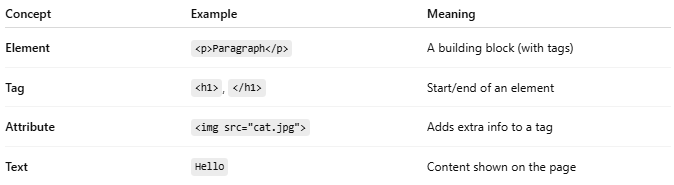 Concept Example Meaning
Element <p>Paragraph</p> A building block (with tags)
Tag <h1>, </h1> Start/end of an element
Attribute <img src="cat.jpg"> Adds extra info to a tag
Text Hello Content shown on the page